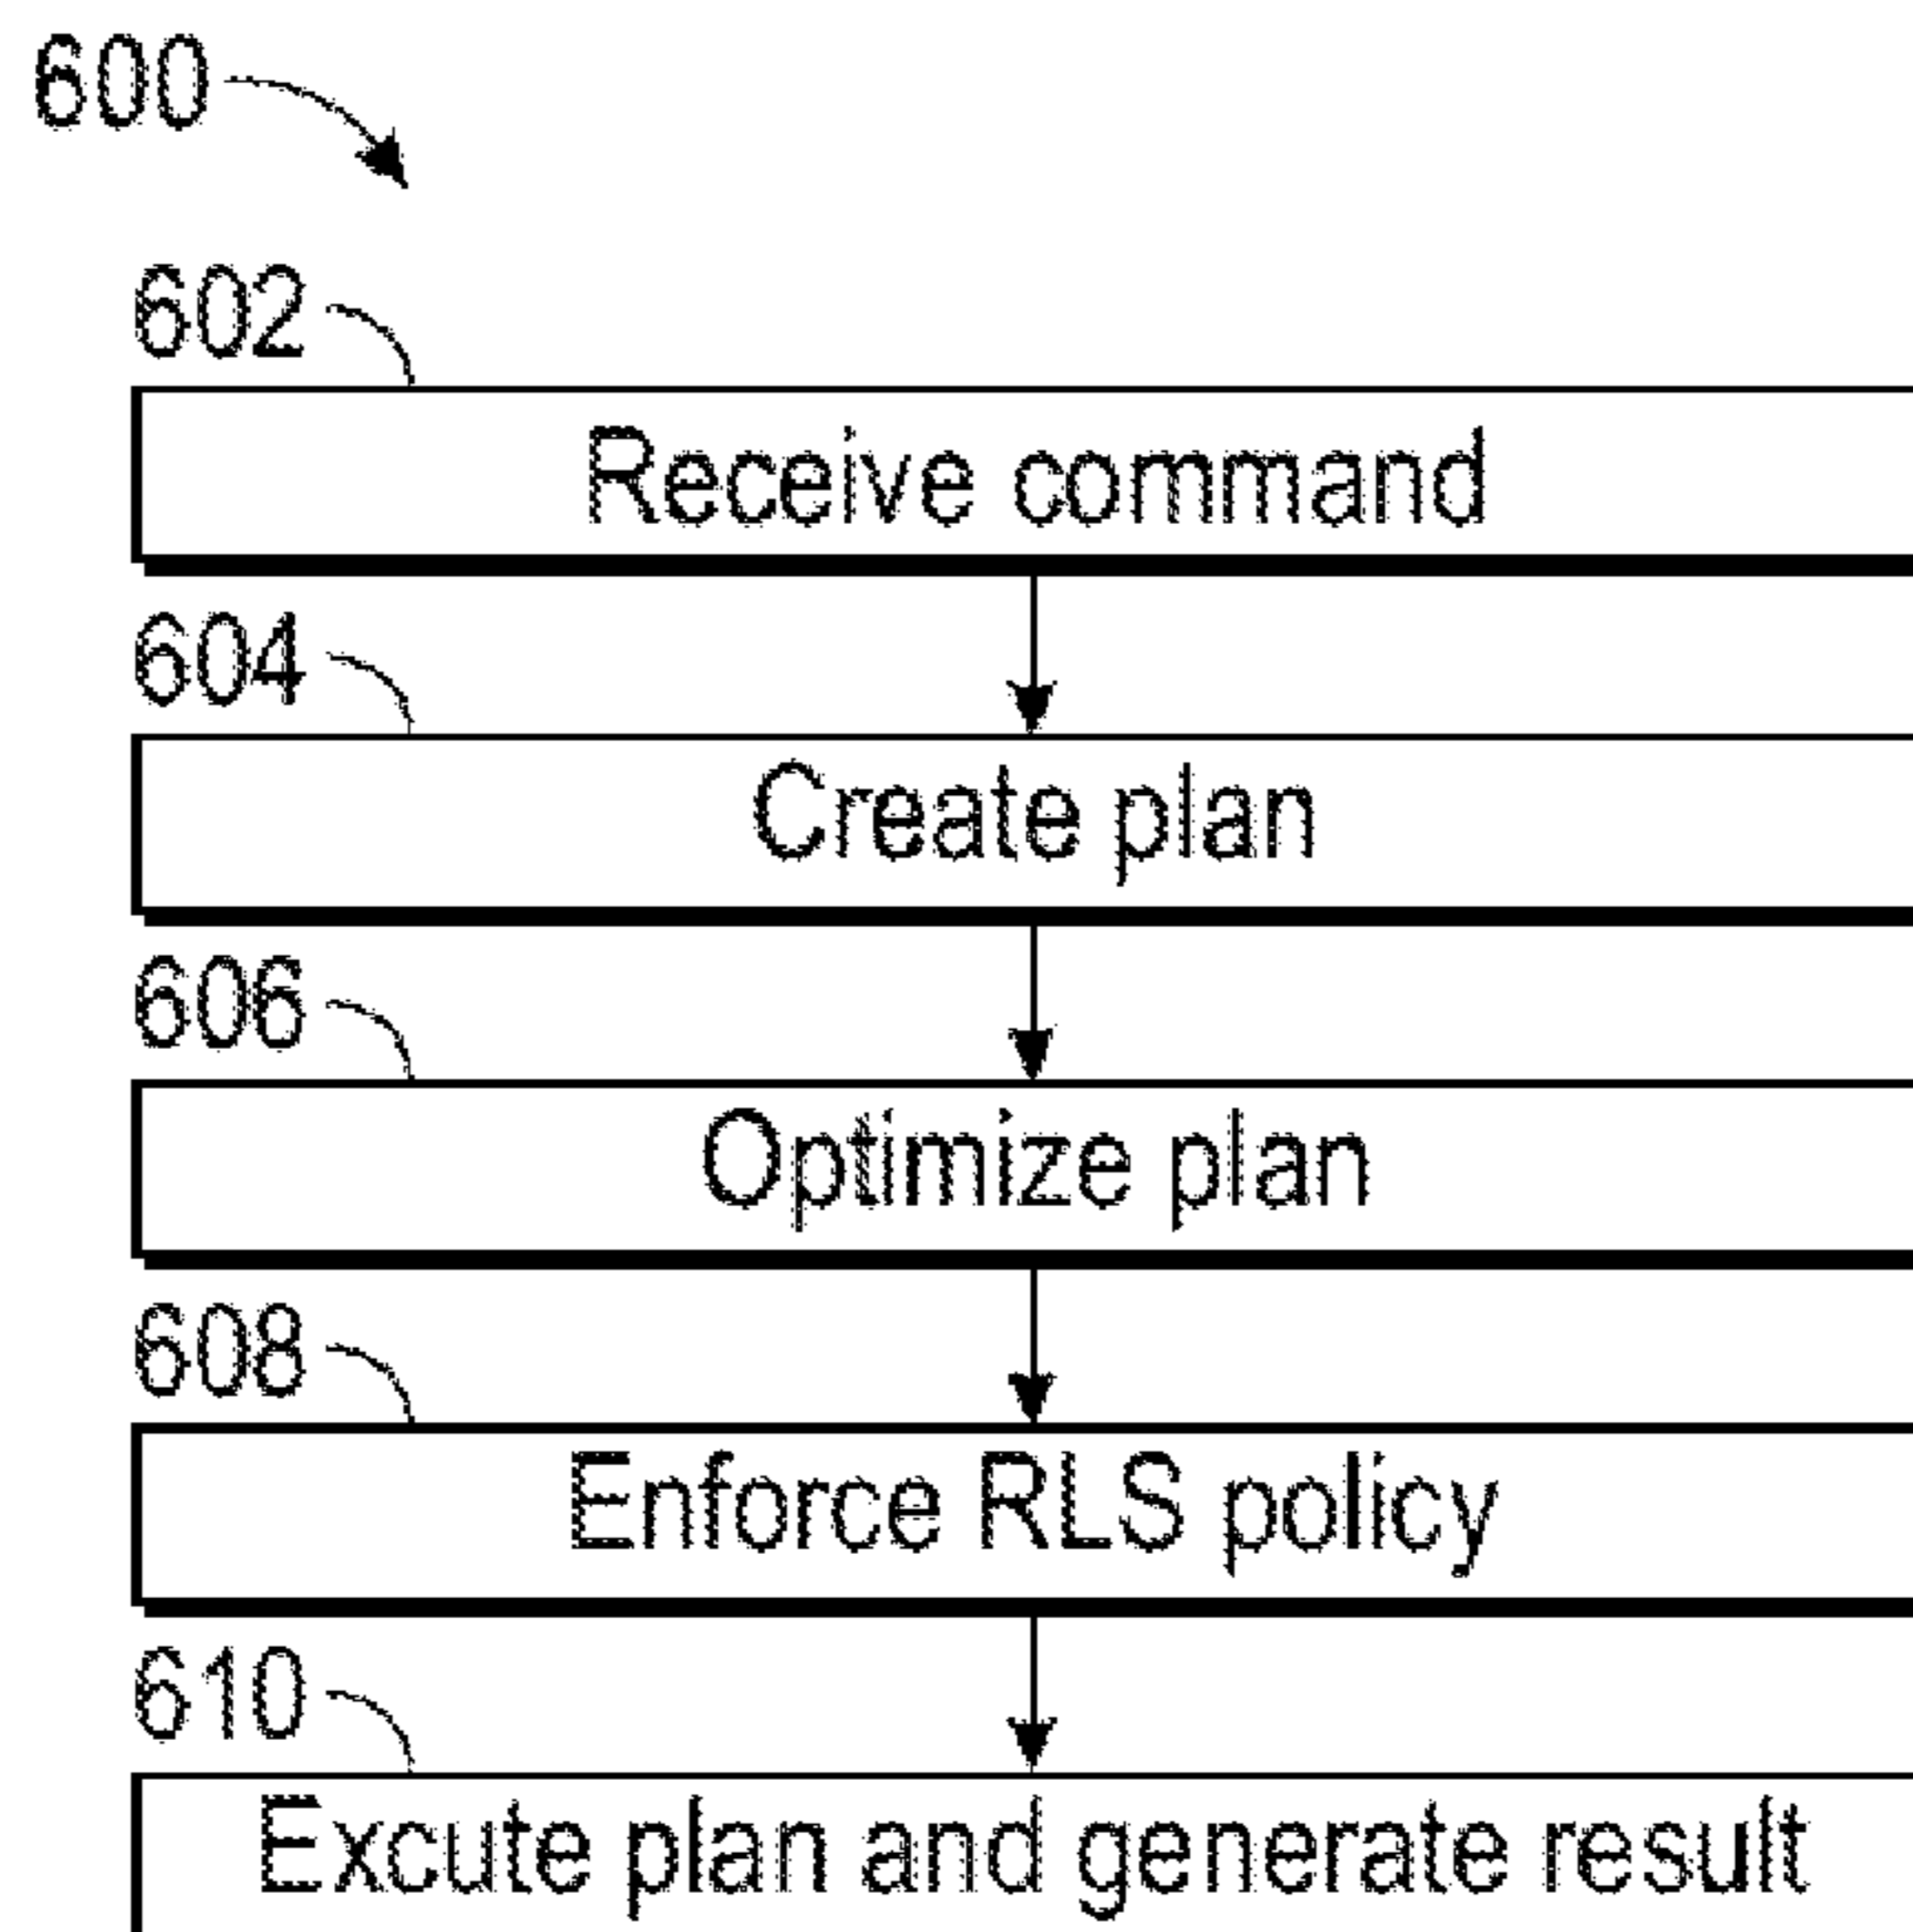 600
602
Receive command
604
Create plan
606
Optimize plan
608
Enforce RLS policy
610
Excute plan and generate result